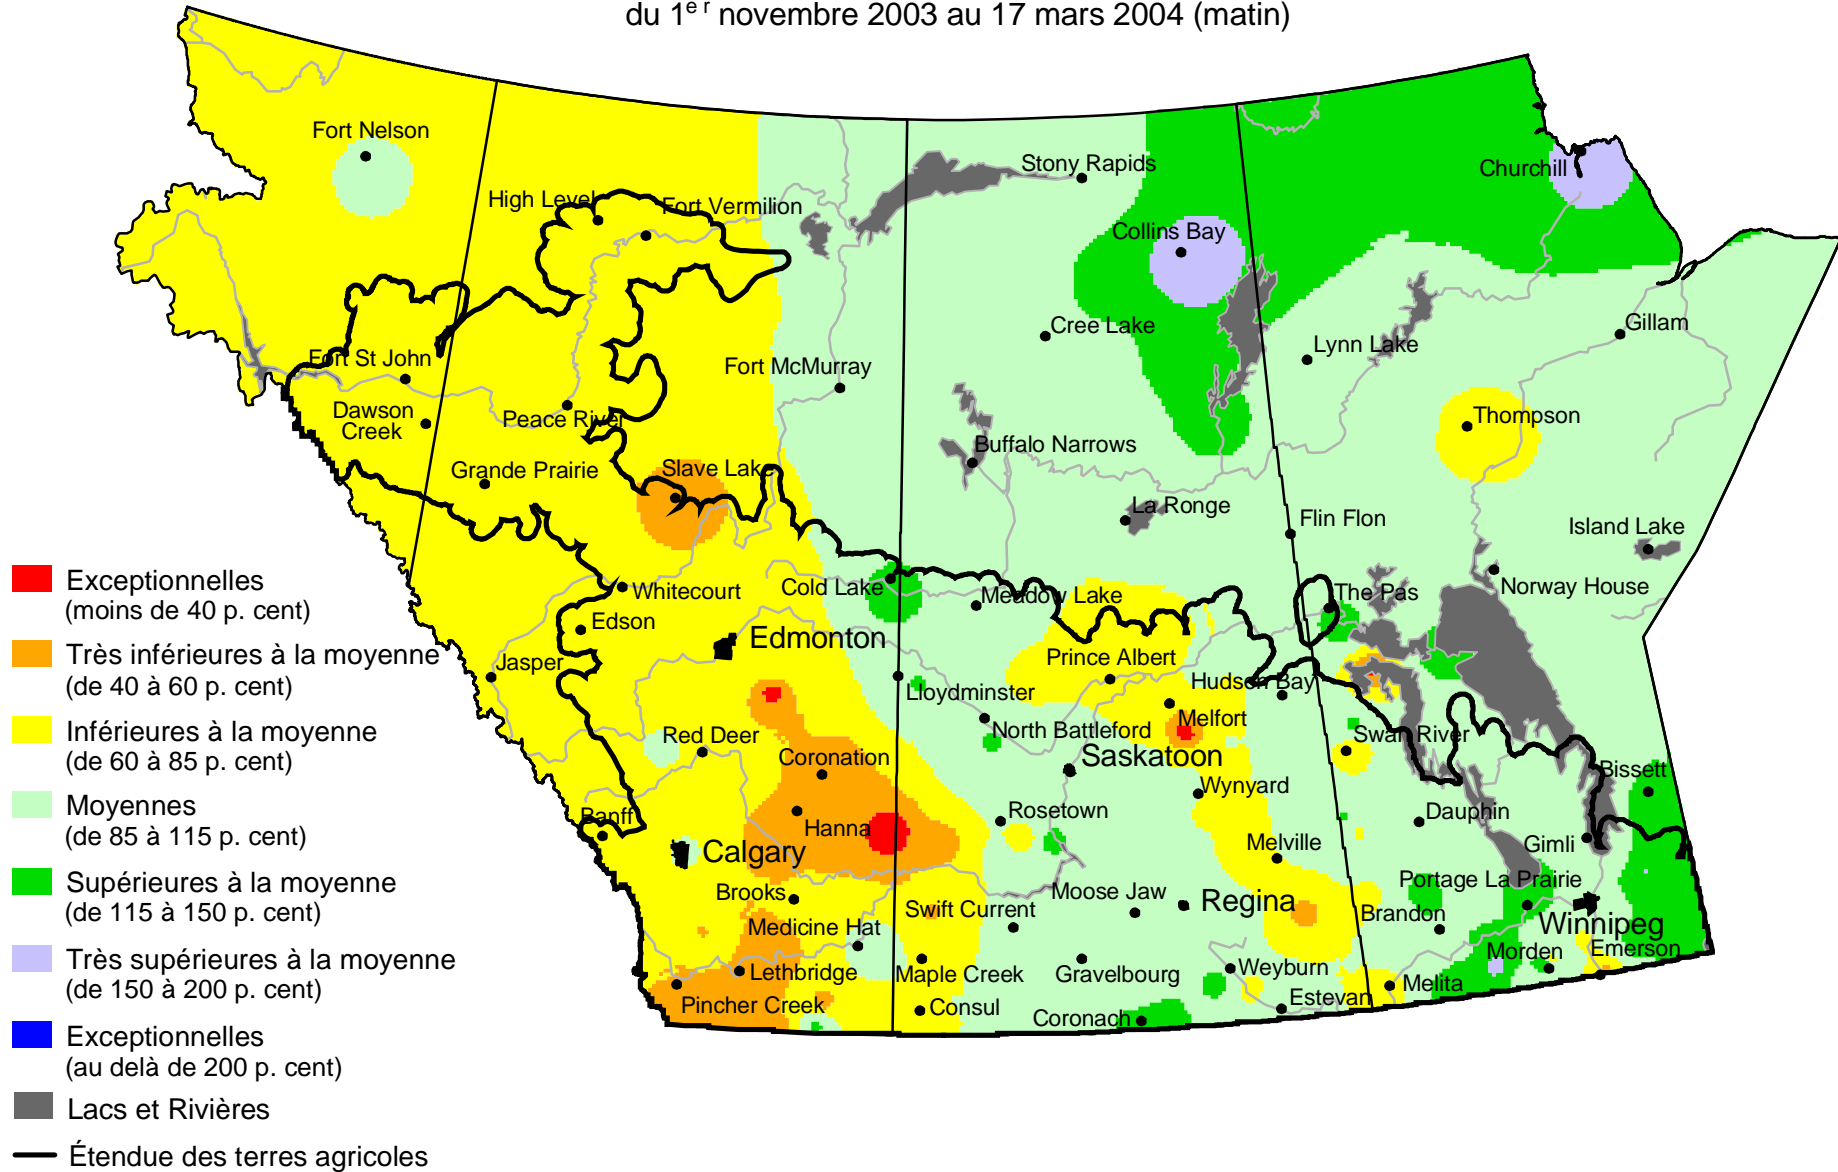 du 1er novembre 2003 au 17 mars 2004 (matin)
Fort Nelson
Stony Rapids
Churchill
High Level
Fort Vermilion
Collins Bay
Cree Lake
Gillam
Lynn Lake
Fort St John
Fort McMurray
Dawson
Creek
Peace River
Thompson
Buffalo Narrows
Grande Prairie
Slave Lake
La Ronge
Flin Flon
Island Lake
Exceptionnelles
(moins de 40 p. cent)
Whitecourt
Cold Lake
Meadow Lake
The Pas
Norway House
Edson
Edmonton
Très inférieures à la moyenne
(de 40 à 60 p. cent)
Jasper
Prince Albert
Lloydminster
Hudson Bay
Inférieures à la moyenne
(de 60 à 85 p. cent)
Red Deer
North Battleford
Melfort
Swan River
Coronation
Saskatoon
Bissett
Wynyard
Moyennes
(de 85 à 115 p. cent)
Banff
Hanna
Rosetown
Dauphin
Melville
Gimli
Calgary
Supérieures à la moyenne
(de 115 à 150 p. cent)
Brooks
Moose Jaw
Regina
Portage La Prairie
Swift Current
Brandon
Winnipeg
Medicine Hat
Morden
Emerson
Très supérieures à la moyenne
(de 150 à 200 p. cent)
Lethbridge
Maple Creek
Gravelbourg
Weyburn
Melita
Pincher Creek
Consul
Coronach
Estevan
Exceptionnelles
(au delà de 200 p. cent)
Lacs et Rivières
Étendue des terres agricoles